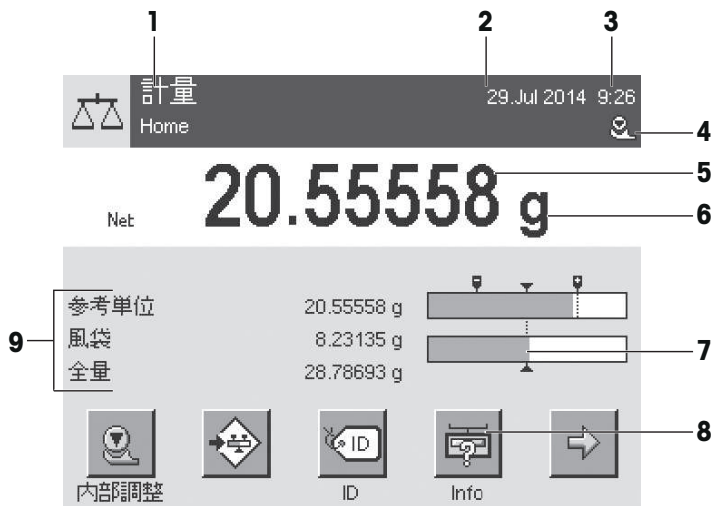 1 2 3
計量 29.Jul 2014 9:26
Home 4
5
Net 20.55558 g 6
参考単位 20.55558 g
9 風袋 8.23135 g 7
全量 28.78693 g
ID 8
内部調整 ID Info